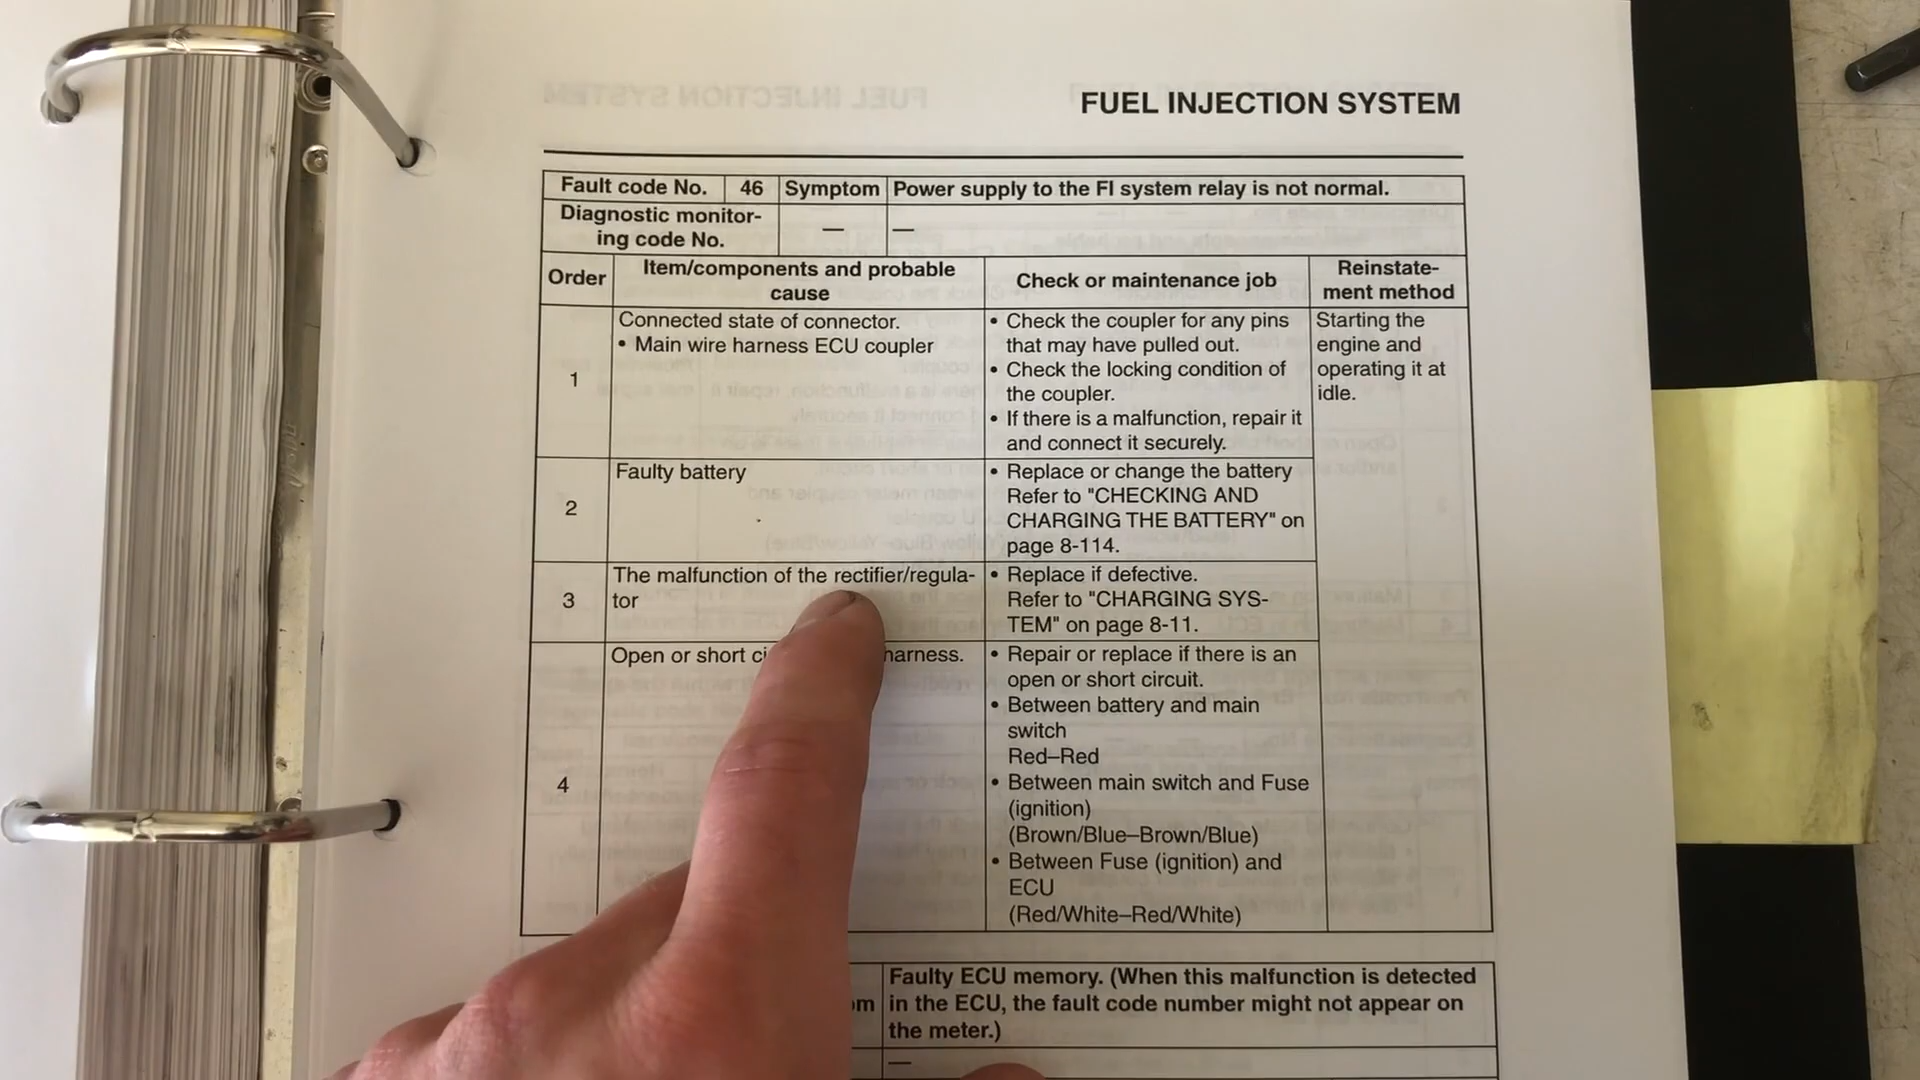 FUEL INJECTION SYSTEM
Fault code No. 46 Symptom Power supply to the FI system relay is not normal.
Diagnostic monitor-
ing code No. — —
Order
Item/components and probable
cause
Check or maintenance job
Reinstate-
ment method
1
Connected state of connector.
• Main wire harness ECU coupler
• Check the coupler for any pins
that may have pulled out.
• Check the locking condition of
the coupler.
• If there is a malfunction, repair it
and connect it securely.
Starting the
engine and
operating it at
idle.
2
Faulty battery
• Replace or change the battery
Refer to "CHECKING AND
CHARGING THE BATTERY" on
page 8-114.
3
The malfunction of the rectifier/regula-
tor
• Replace if defective.
Refer to "CHARGING SYS-
TEM" on page 8-11.
4
Open or short harness.
• Repair or replace if there is an
open or short circuit.
• Between battery and main
switch
Red–Red
• Between main switch and Fuse
(ignition)
(Brown/Blue–Brown/Blue)
• Between Fuse (ignition) and
ECU
(Red/White–Red/White)
Faulty ECU memory. (When this malfunction is detected
in the ECU, the fault code number might not appear on
the meter.)
—